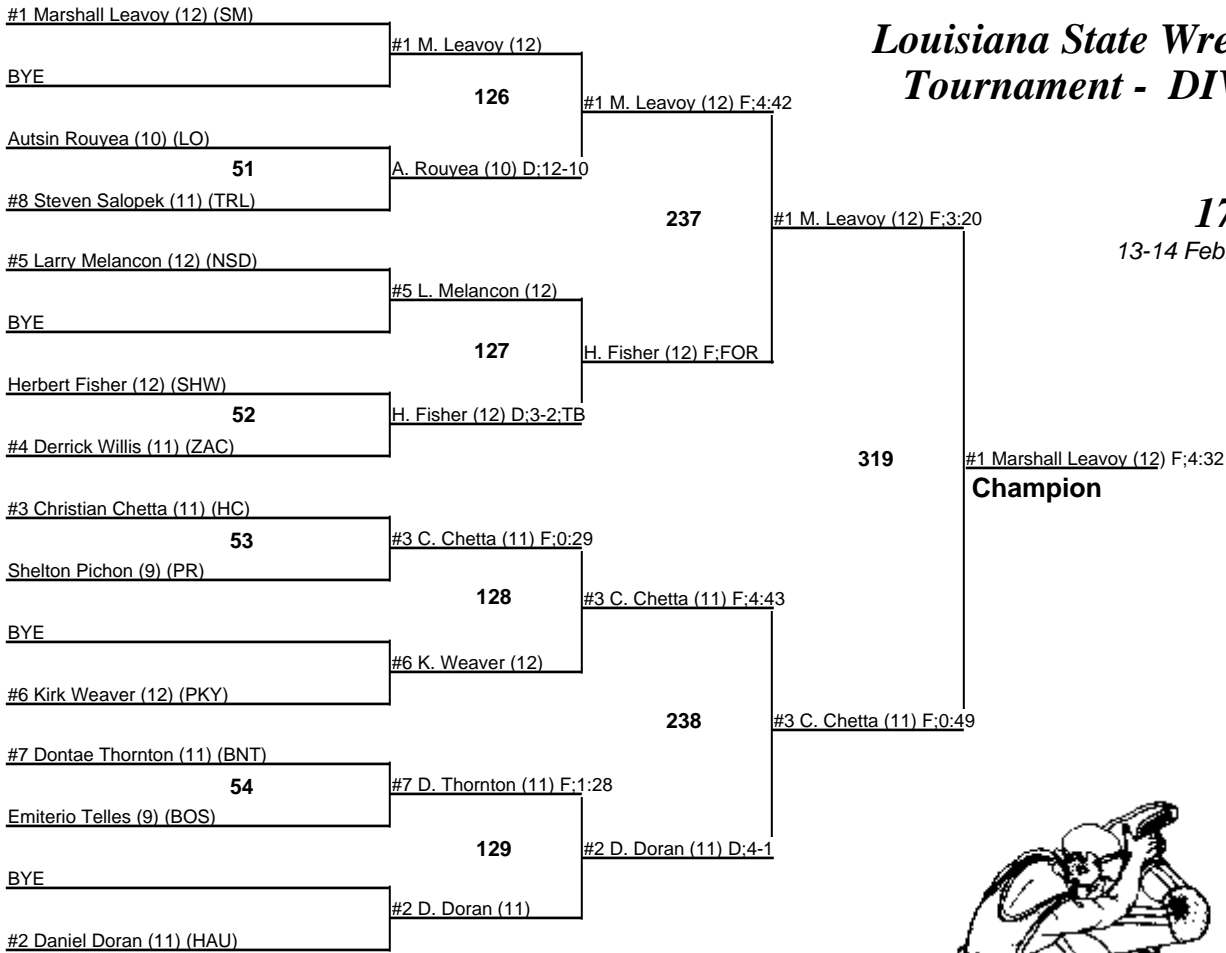 #1 Marshall Leavoy (12) (SM)
BYE
Autsin Rouyea (10) (LO)
51
#8 Steven Salopek (11) (TRL)
#5 Larry Melancon (12) (NSD)
BYE
Herbert Fisher (12) (SHW)
52
#4 Derrick Willis (11) (ZAC)
#3 Christian Chetta (11) (HC)
53
Shelton Pichon (9) (PR)
BYE
#6 Kirk Weaver (12) (PKY)
#7 Dontae Thornton (11) (BNT)
54
Emiterio Telles (9) (BOS)
BYE
#2 Daniel Doran (11) (HAU)
#1 M. Leavoy (12)
126
A. Rouyea (10) D;12-10
#5 L. Melancon (12)
127
H. Fisher (12) D;3-2;TB
#3 C. Chetta (11) F;0:29
128
#6 K. Weaver (12)
#7 D. Thornton (11) F;1:28
129
#2 D. Doran (11)
#1 M. Leavoy (12) F;4:42
237
H. Fisher (12) F;FOR
#3 C. Chetta (11) F;4:43
238
#2 D. Doran (11) D;4-1
#1 M. Leavoy (12) F;3:20
319
#3 C. Chetta (11) F;0:49
#1 Marshall Leavoy (12) F;4:32
Champion
Louisiana State Wre
Tournament - DIV
17
13-14 Feb